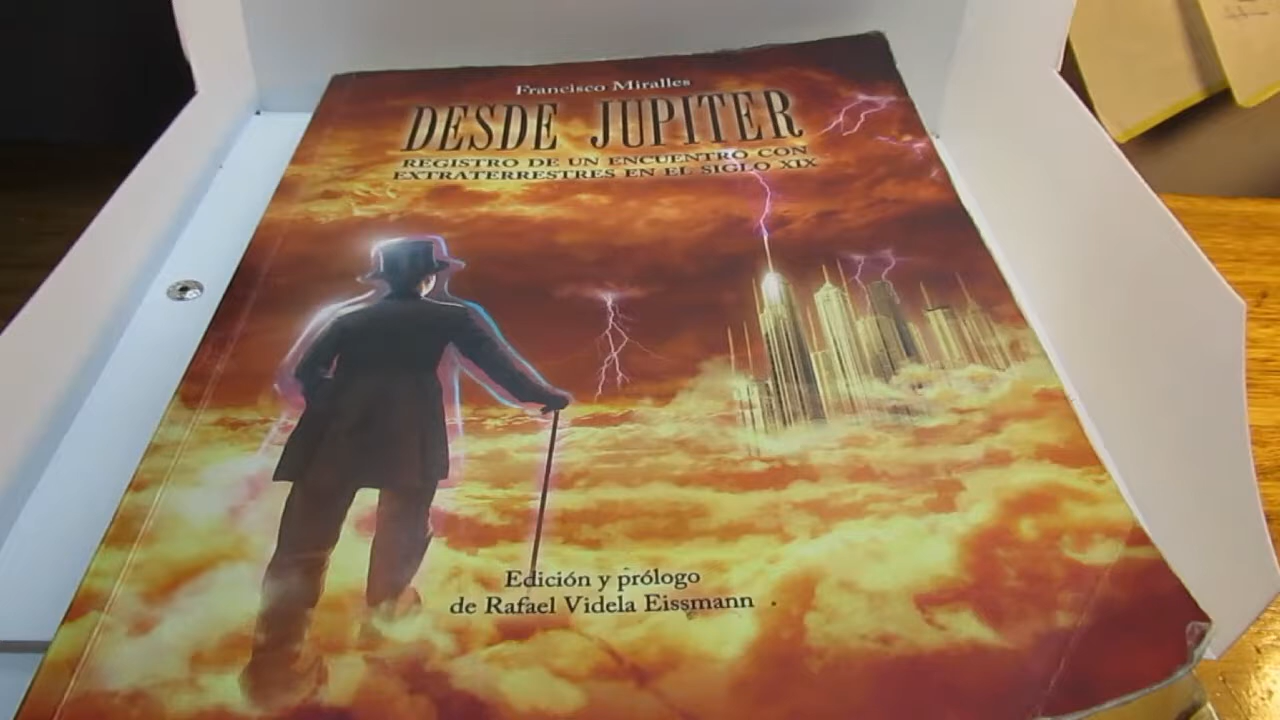 Francisco Miralles
DESDE JUPITER
REGISTRO DE UN ENCUENTRO CON
EXTRATERRESTRES EN EL SIGLO XIX
Edición y prólogo
de Rafael Videla Eissmann